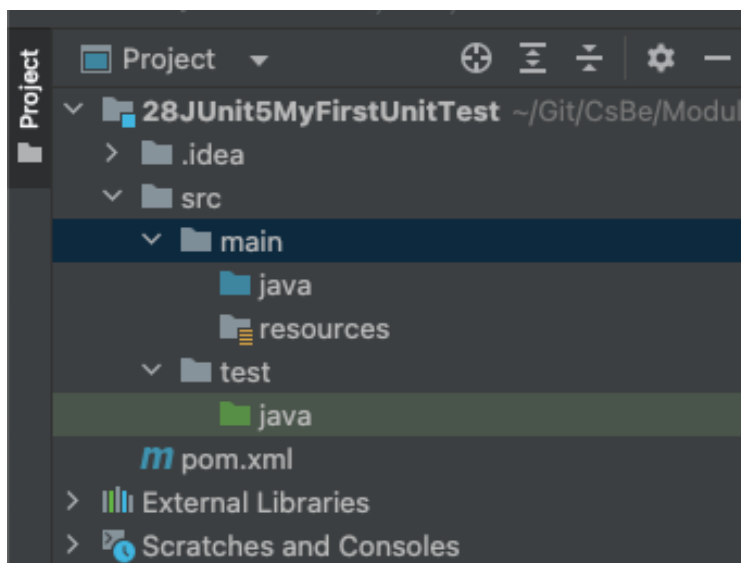 Project
Project
28JUnit5MyFirstUnitTest ~/Git/CsBe/Modul
.idea
src
main
java
resources
test
java
pom.xml
External Libraries
Scratches and Consoles